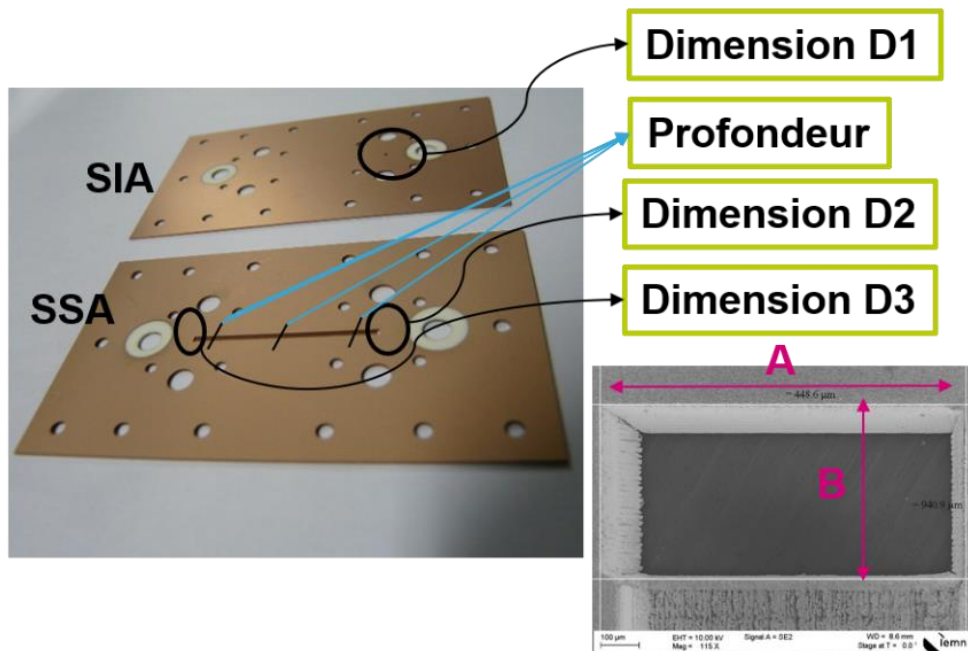 Dimension D1
Profondeur
SIA
Dimension D2
SSA
Dimension D3
A
~ 448.6 µm
B
~ 940.9 µm
100 µm
EHT = 10.00 kV
Mag = 115 X
Signal A = SE2
WD = 8.6 mm
Stage at T = 0.0 °
iemn